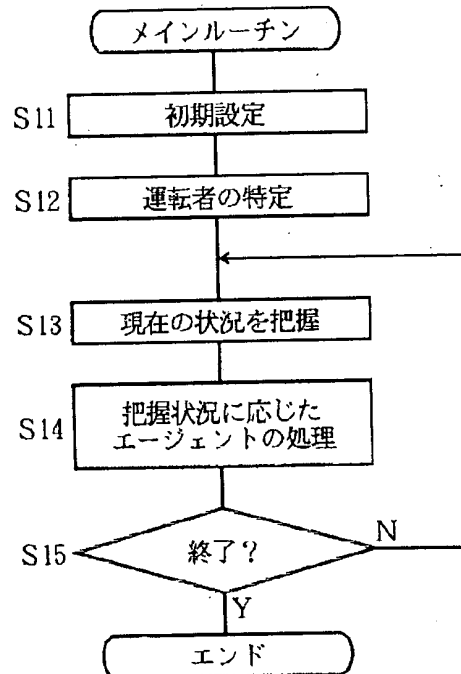 メインルーチン
S11
初期設定
S12
運転者の特定
S13
現在の状況を把握
S14
把握状況に応じた
エージェントの処理
S15
終了?
N
Y
エンド